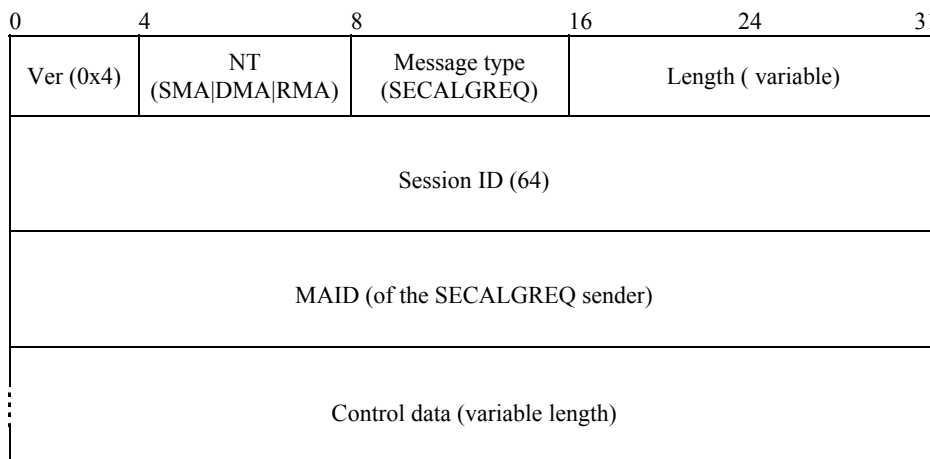 0 4 8 16 24 31
Ver (0x4)
NT
(SMA|DMA|RMA)
Message type
(SECALGREQ)
Length ( variable)
Session ID (64)
MAID (of the SECALGREQ sender)
Control data (variable length)